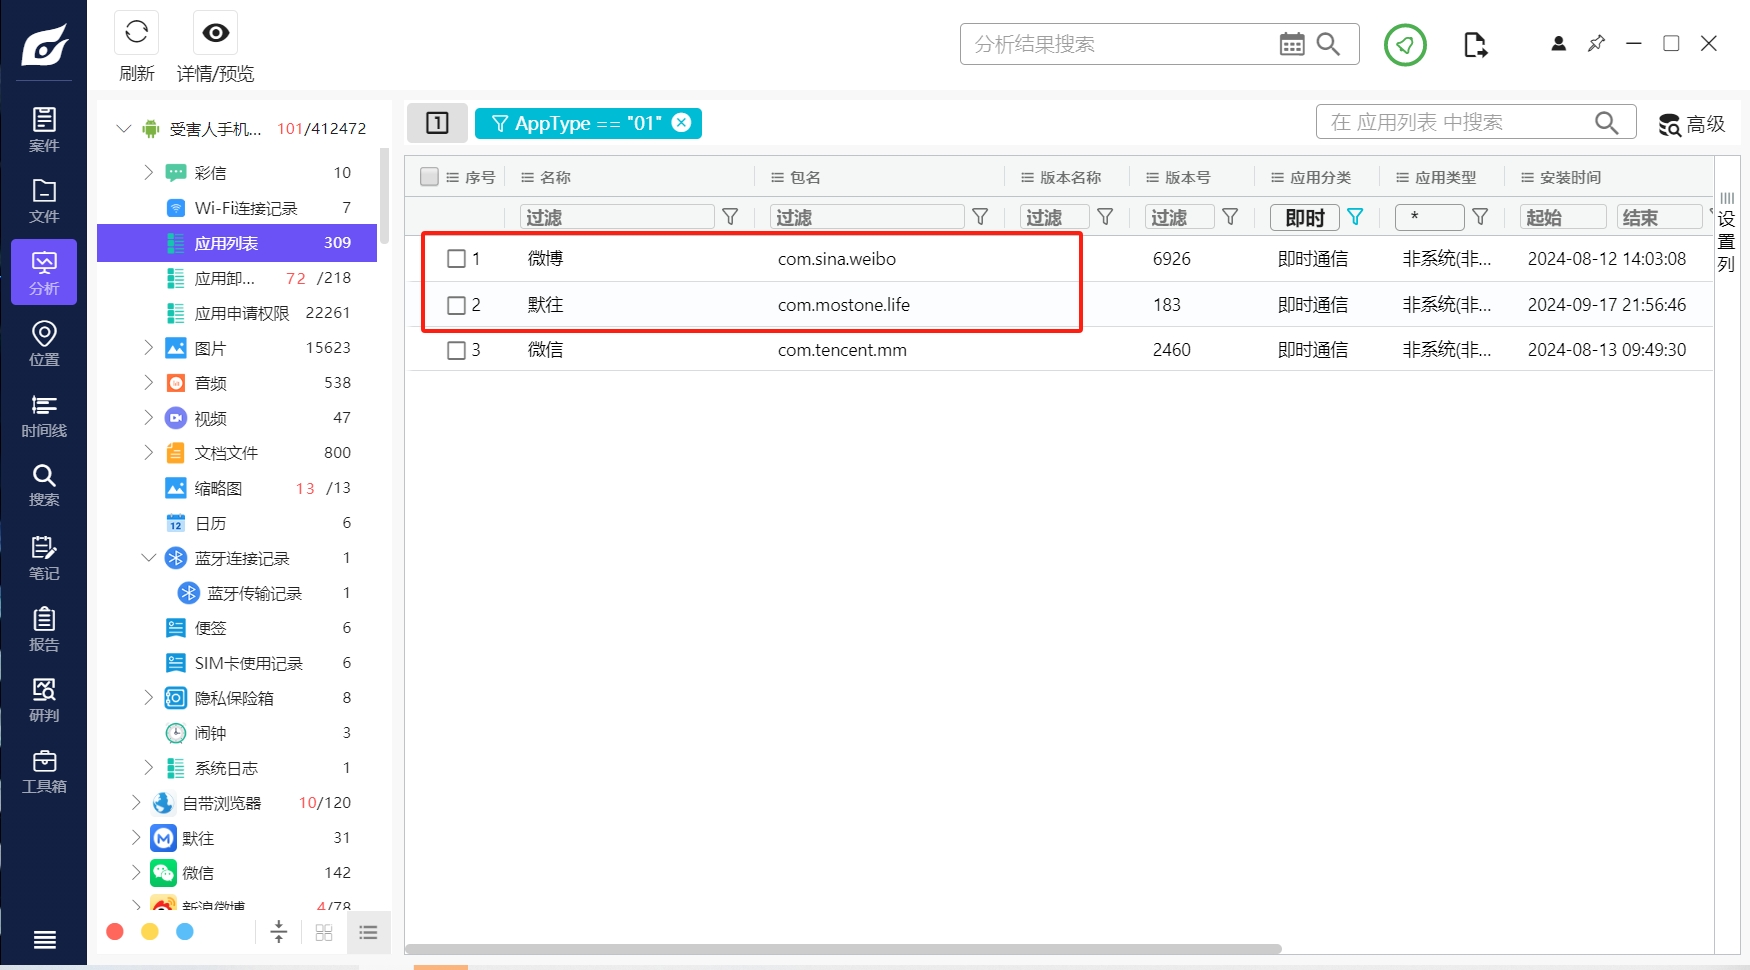 刷新
详情/预览
分析结果搜索
案件
文件
分析
位置
时间线
搜索
笔记
报告
研判
工具箱
受害人手机... 101/412472
彩信 10
Wi-Fi连接记录 7
应用列表 309
应用卸... 72 /218
应用申请权限 22261
图片 15623
音频 538
视频 47
文档文件 800
缩略图 13 /13
12 日历 6
蓝牙连接记录 1
蓝牙传输记录 1
便签 6
SIM卡使用记录 6
隐私保险箱 8
闹钟 3
系统日志 1
自带浏览器 10/120
默往 31
微信 142
新浪微博 4/78
1
AppType == "01"
在 应用列表 中搜索
高级
序号 名称 包名 版本名称 版本号 应用分类 应用类型 安装时间
过滤 过滤 过滤 过滤 即时 * 起始 结束
1 微博 com.sina.weibo 6926 即时通信 非系统(非... 2024-08-12 14:03:08
2 默往 com.mostone.life 183 即时通信 非系统(非... 2024-09-17 21:56:46
3 微信 com.tencent.mm 2460 即时通信 非系统(非... 2024-08-13 09:49:30
设置列